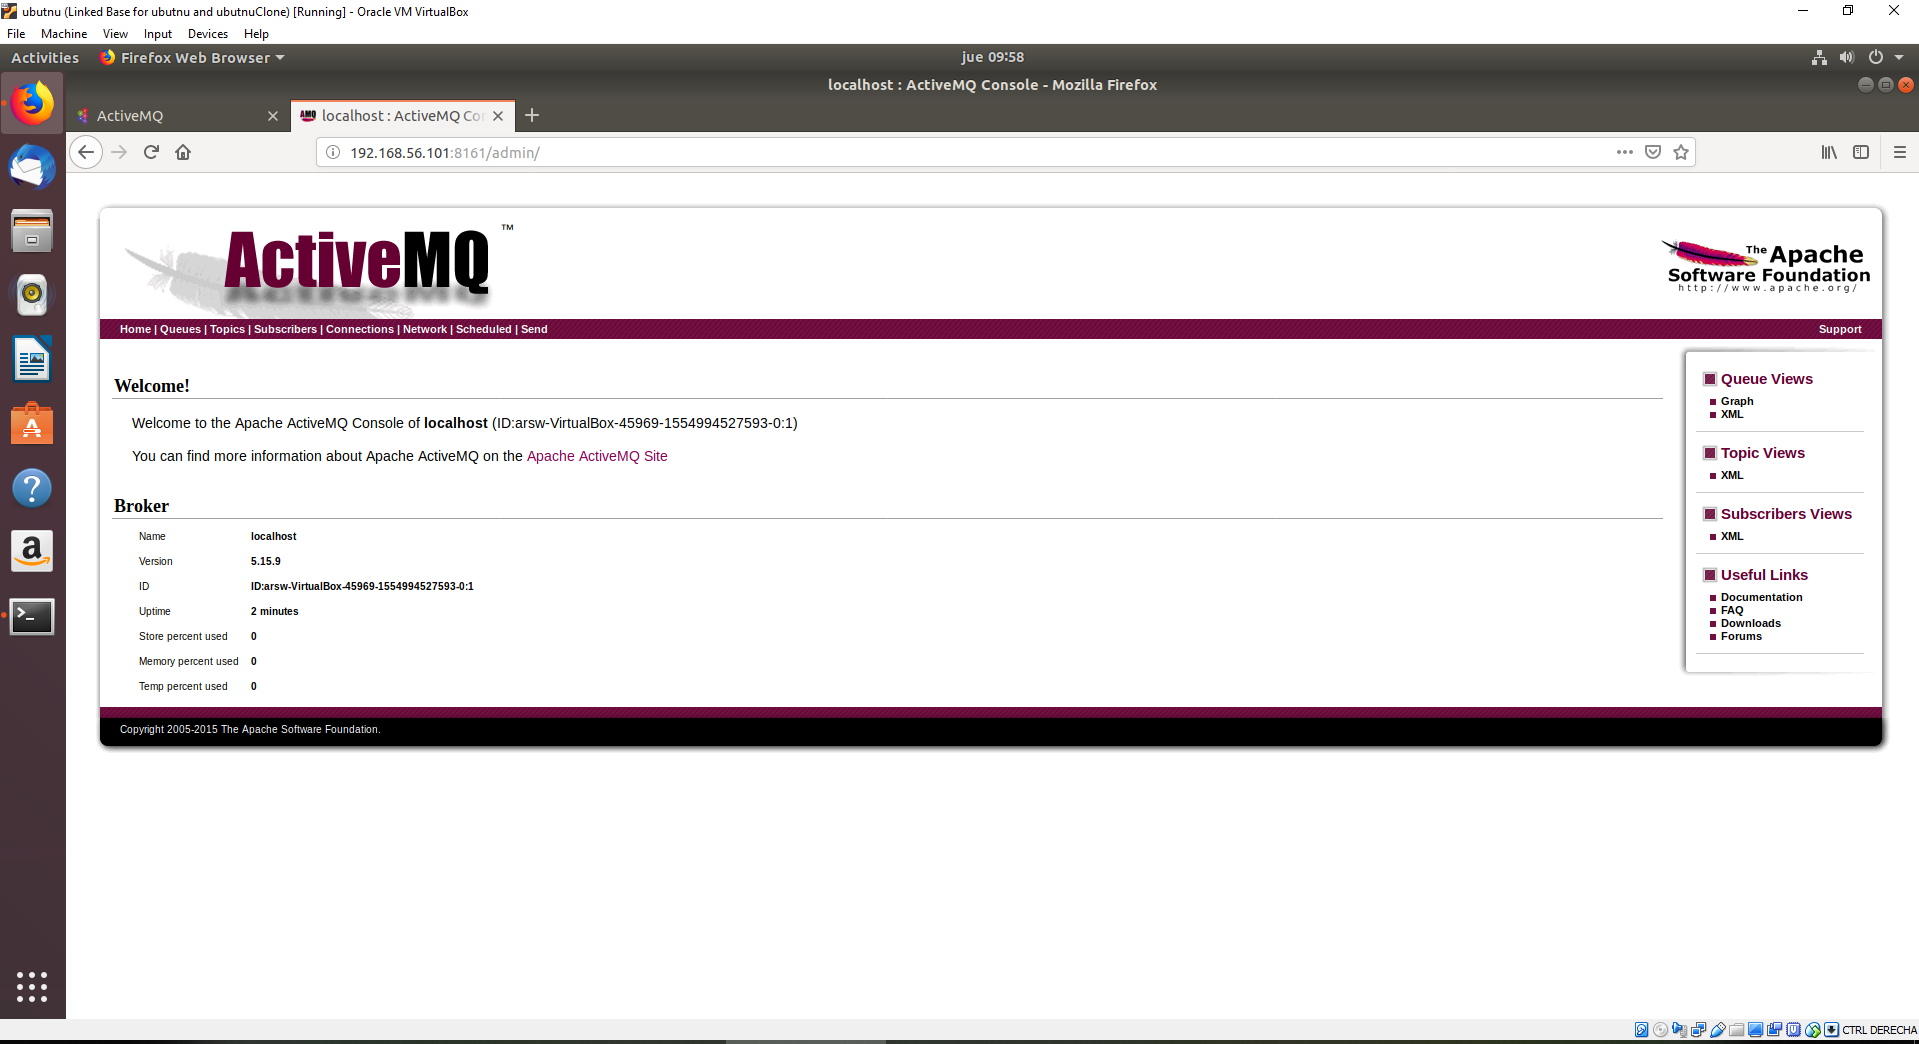 ubutnu (Linked Base for ubutnu and ubutnuClone) [Running] - Oracle VM VirtualBox
File Machine View Input Devices Help
Activities Firefox Web Browser jue 09:58
localhost : ActiveMQ Console - Mozilla Firefox
ActiveMQ localhost : ActiveMQ Con
192.168.56.101:8161/admin/
ActiveMQ ™
The Apache
Software Foundation
http://www.apache.org/
Home | Queues | Topics | Subscribers | Connections | Network | Scheduled | Send Support
Welcome!
Welcome to the Apache ActiveMQ Console of localhost (ID:arsw-VirtualBox-45969-1554994527593-0:1)
You can find more information about Apache ActiveMQ on the Apache ActiveMQ Site
Broker
Name localhost
Version 5.15.9
ID ID:arsw-VirtualBox-45969-1554994527593-0:1
Uptime 2 minutes
Store percent used 0
Memory percent used 0
Temp percent used 0
Queue Views
Graph
XML
Topic Views
XML
Subscribers Views
XML
Useful Links
Documentation
FAQ
Downloads
Forums
Copyright 2005-2015 The Apache Software Foundation.
CTRL DERECHA